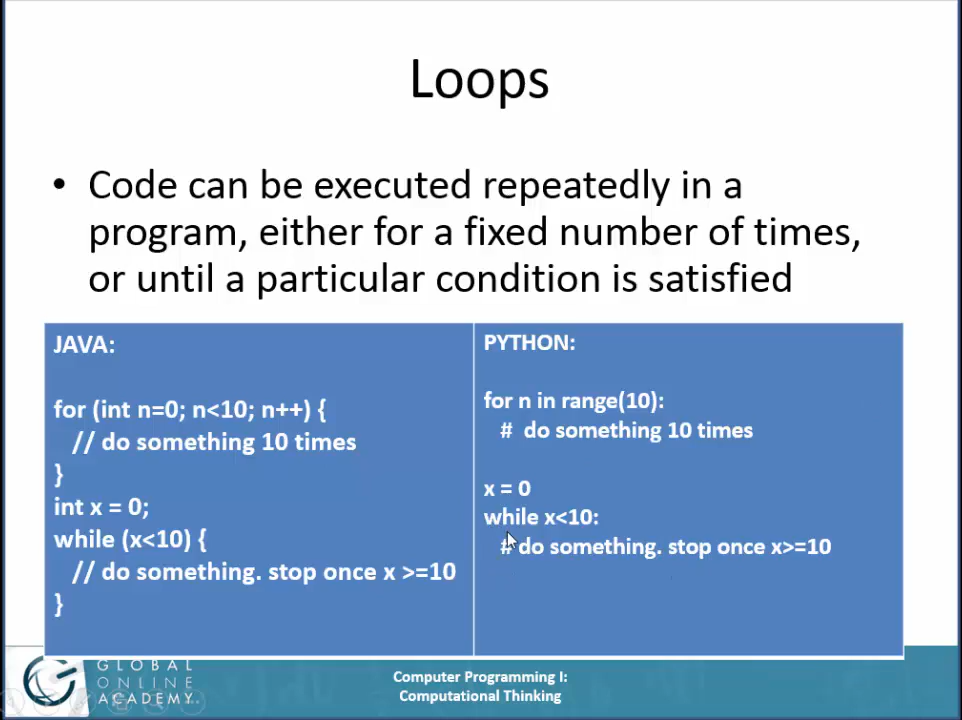 Loops
• Code can be executed repeatedly in a
program, either for a fixed number of times,
or until a particular condition is satisfied
JAVA:
for (int n=0; n<10; n++) {
// do something 10 times
}
int x = 0;
while (x<10) {
// do something. stop once x >=10
}
PYTHON:
for n in range(10):
# do something 10 times
x = 0
while x<10:
# do something. stop once x>=10
GLOBAL
ONLINE
ACADEMY
Computer Programming I:
Computational Thinking